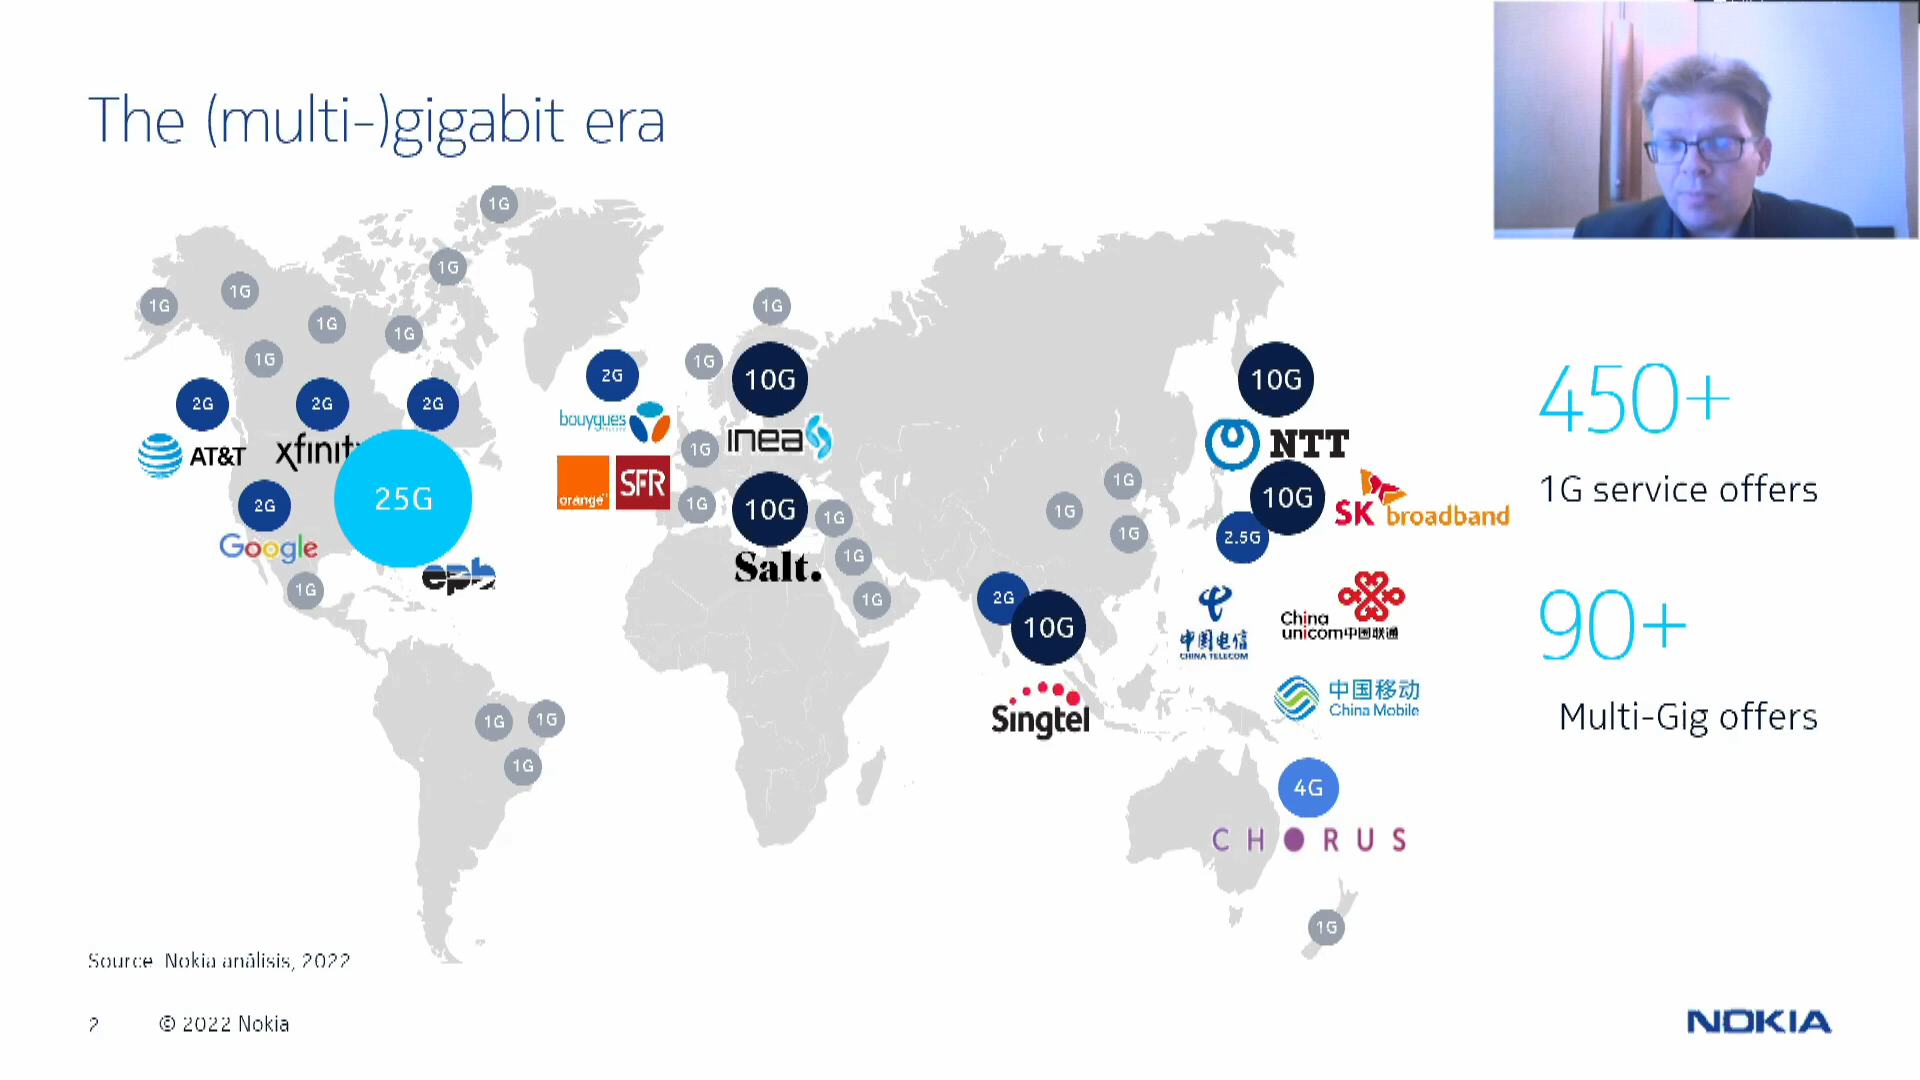 The (multi-)gigabit era
1G
1G
1G
1G
1G
1G
1G
2G
2G
2G
AT&T
xfinity
25G
2G
Google
epb
1G
1G
1G
1G
2G
bouygues
orange
SFR
1G
1G
1G
1G
10G
inea
10G
Salt.
1G
1G
1G
1G
1G
1G
2G
10G
Singtel
10G
NTT
10G
SK broadband
2.5G
中国电信
CHINA TELECOM
China
unicom中国联通
中国移动
China Mobile
4G
CHORUS
1G
450+
1G service offers
90+
Multi-Gig offers
Source Nokia análisis, 2022
2 © 2022 Nokia
NOKIA